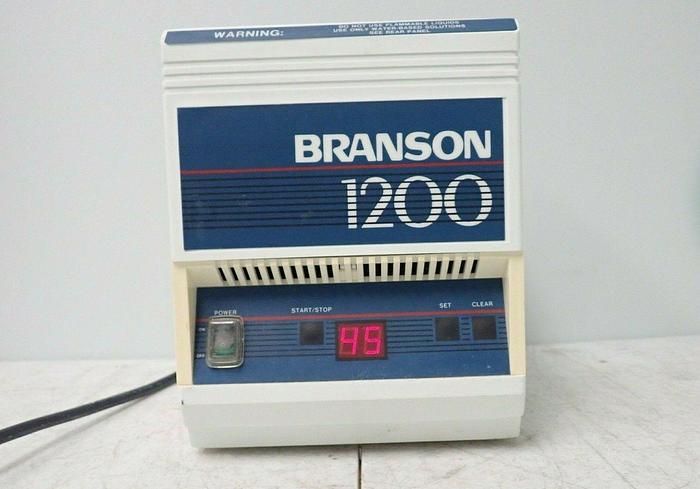 WARNING:
DO NOT USE FLAMMABLE LIQUIDS
USE ONLY WATER-BASED SOLUTIONS
SEE REAR PANEL
BRANSON
1200
POWER
ON
OFF
START/STOP
45
SET
CLEAR